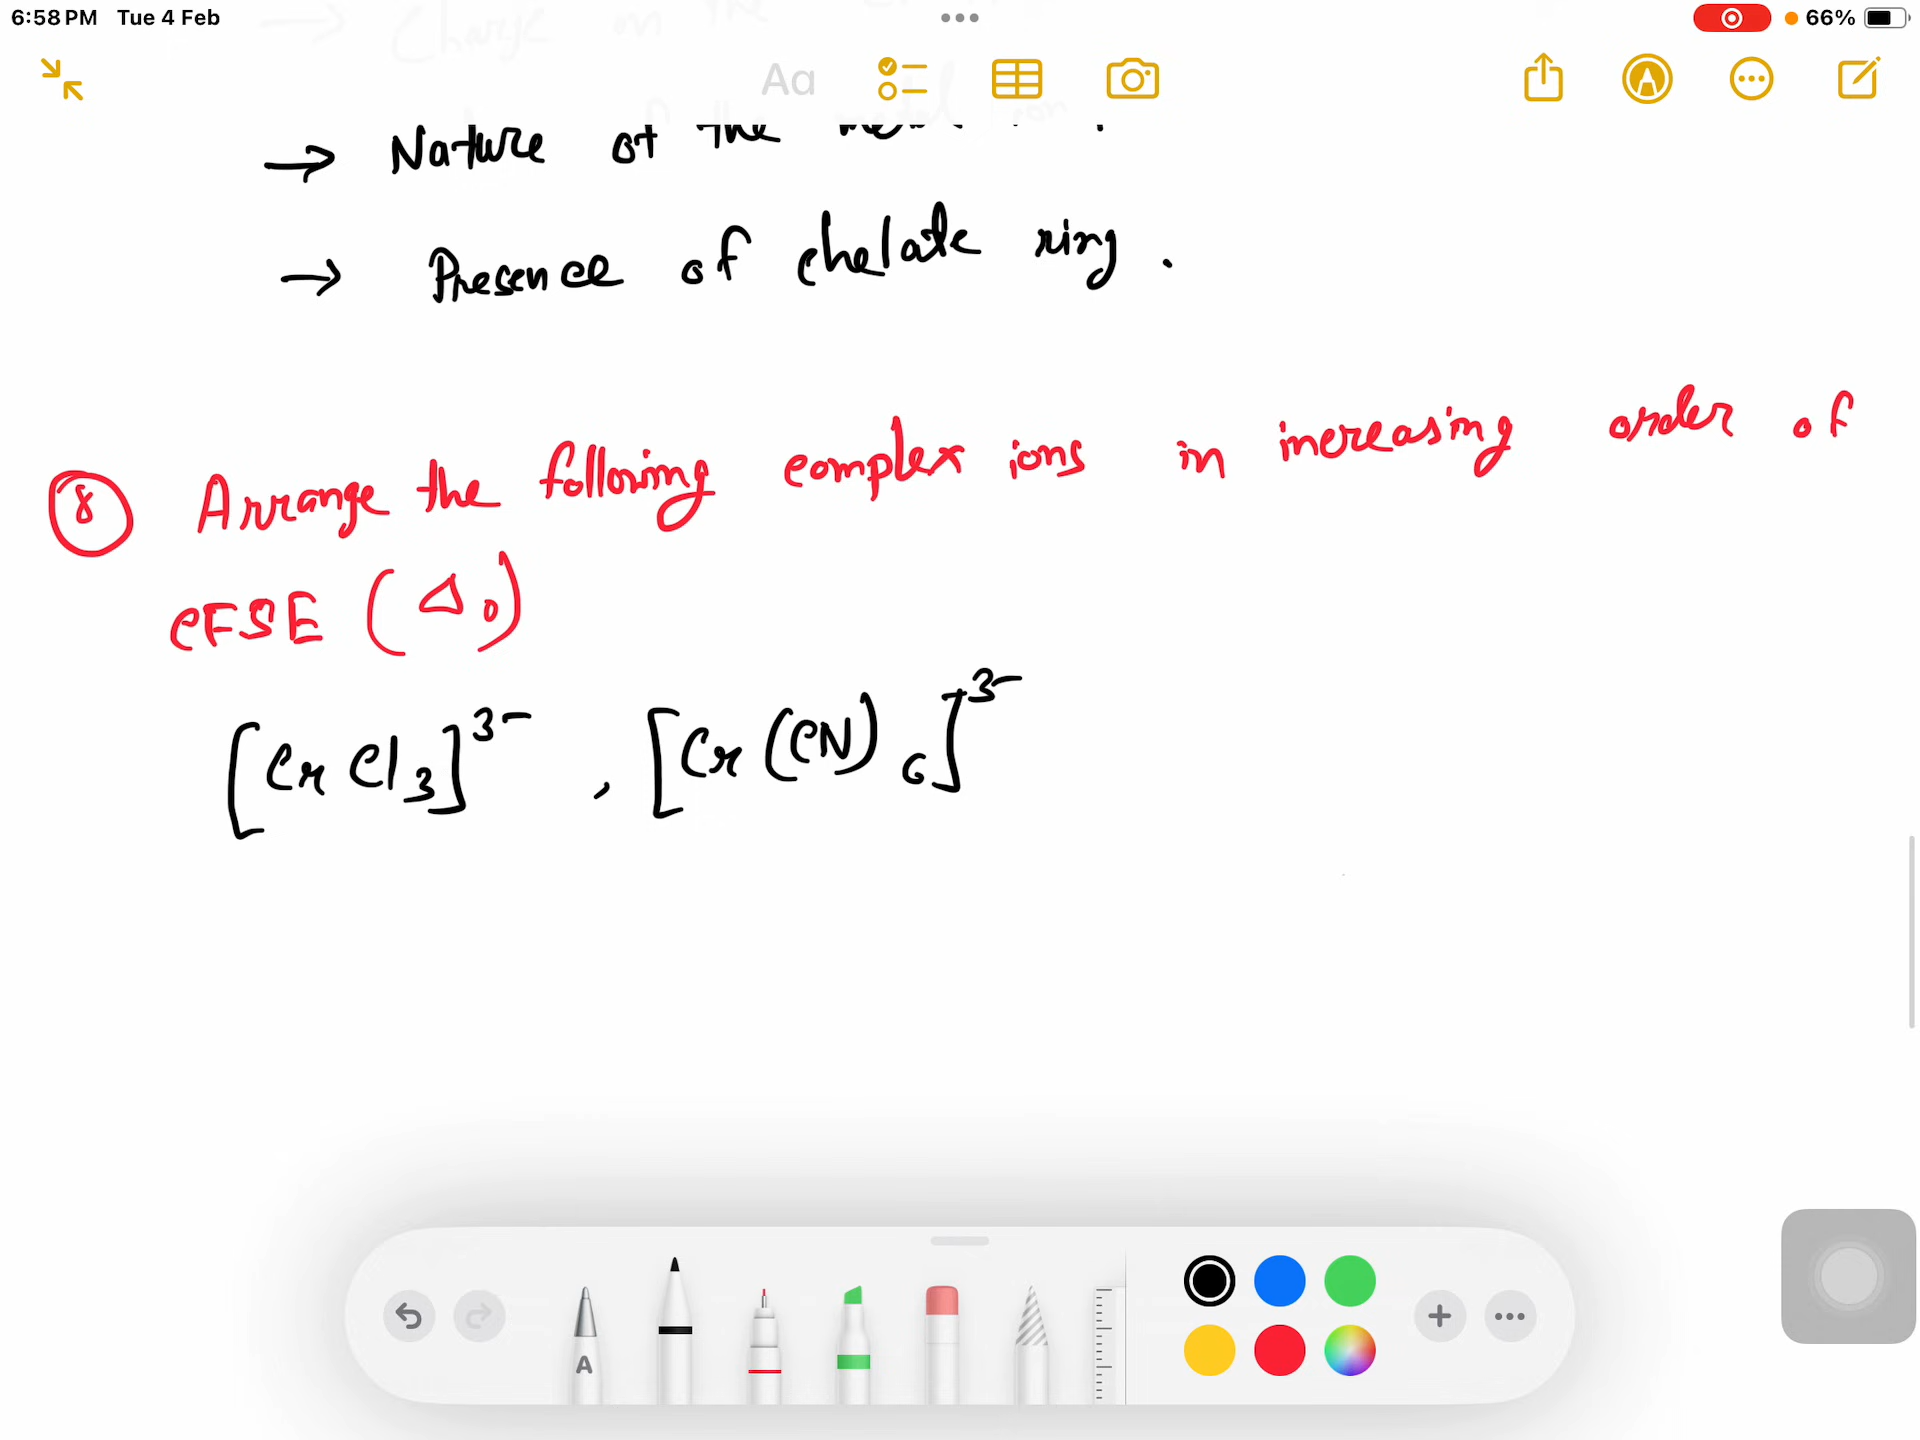 6:58 PM Tue 4 Feb
66%
Aa
→ Nature of the
→ Presence of chelate ring.
⑧ Arrange the following complex ions in increasing order of
CFSE (Δo)
[CrCl3]3-, [Cr(CN)6]3-
A